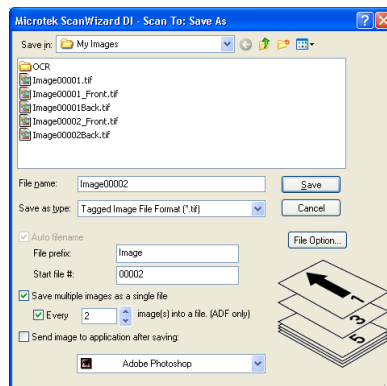 Microtek ScanWizard DI - Scan To: Save As
Save in: My Images
OCR
Image00001.tif
Image00001_Front.tif
Image00001Back.tif
Image00002_Front.tif
Image00002Back.tif
File name: Image00002 Save
Save as type: Tagged Image File Format (*.tif) Cancel
Auto filename File Option...
File prefix: Image
Start file #: 00002
Save multiple images as a single file
Every 2 image(s) into a file. (ADF only)
Send image to application after saving:
Adobe Photoshop
1
3
5